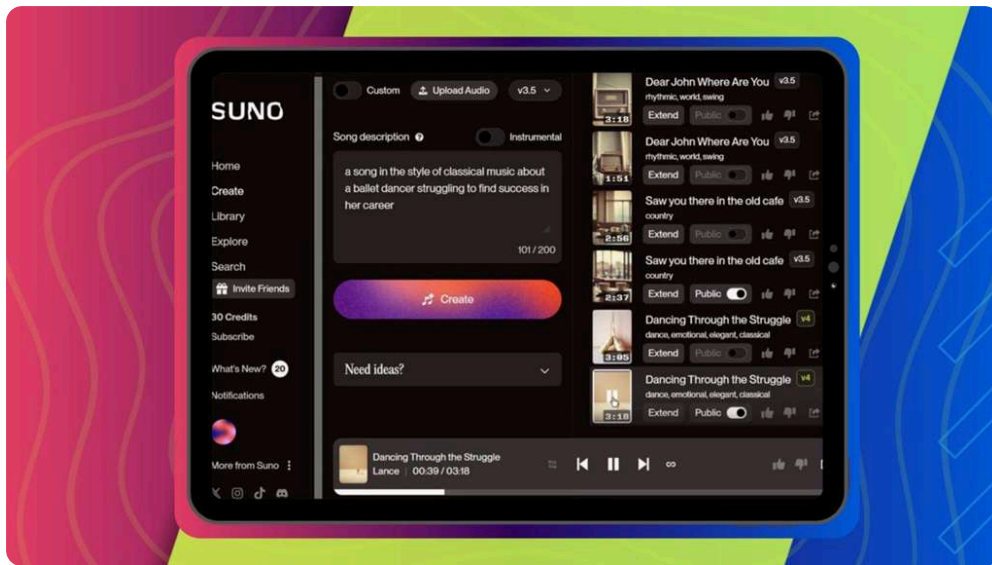 SUNO
Home
Create
Library
Explore
Search
Invite Friends
30 Credits
Subscribe
What's New? 20
Notifications
More from Suno
Custom
Upload Audio
v3.5
Song description
Instrumental
a song in the style of classical music about
a ballet dancer struggling to find success in
her career
101 / 200
Create
Need ideas?
Dear John Where Are You v3.5
rhythmic, world, swing
3:18
Extend Public
Dear John Where Are You v3.5
rhythmic, world, swing
1:51
Extend Public
Saw you there in the old cafe v3.5
country
2:56
Extend Public
Saw you there in the old cafe v3.5
country
2:37
Extend Public
Dancing Through the Struggle v4
dance, emotional, elegant, classical
3:05
Extend Public
Dancing Through the Struggle v4
dance, emotional, elegant, classical
3:18
Extend Public
Dancing Through the Struggle
Lance 00:39 / 03:18